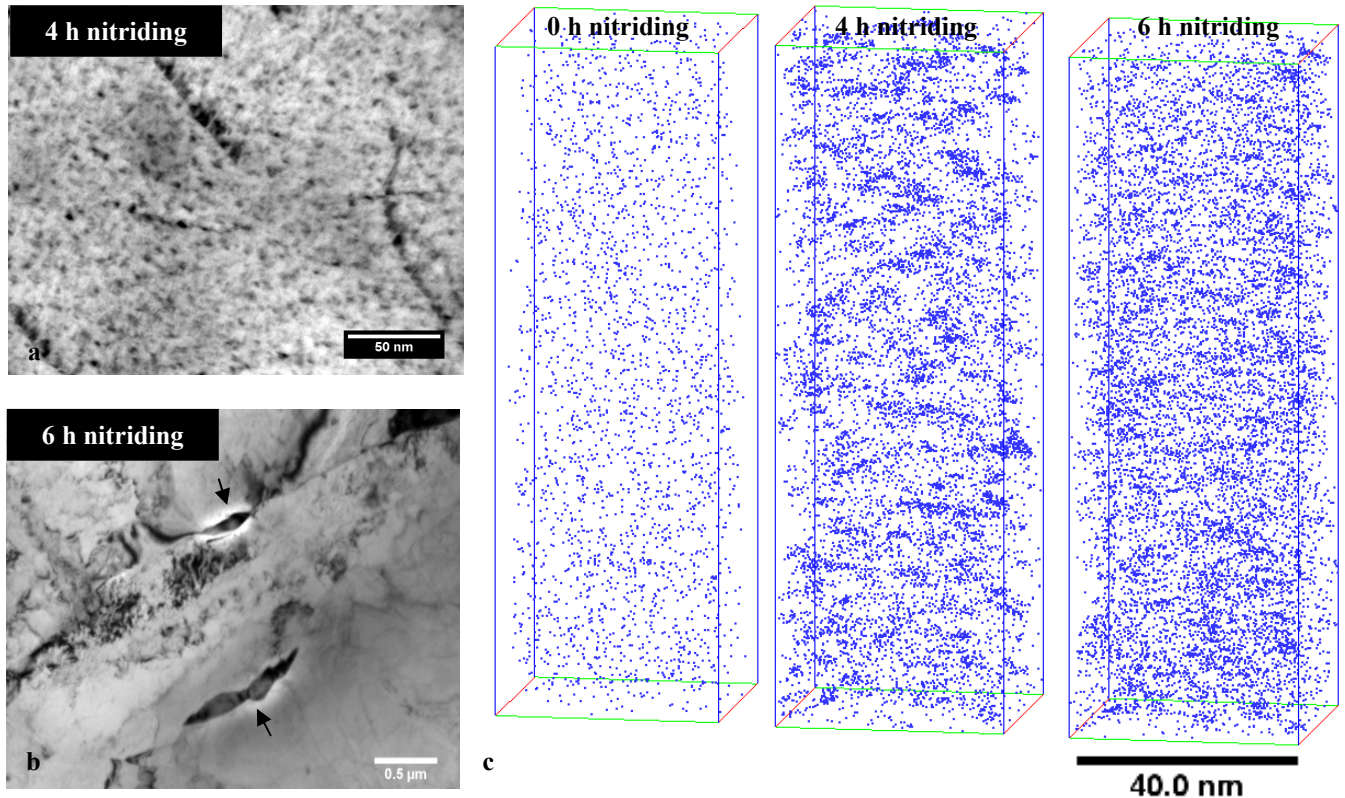 4 h nitriding
a
50 nm
6 h nitriding
b
0.5 µm
0 h nitriding
4 h nitriding
6 h nitriding
c
40.0 nm